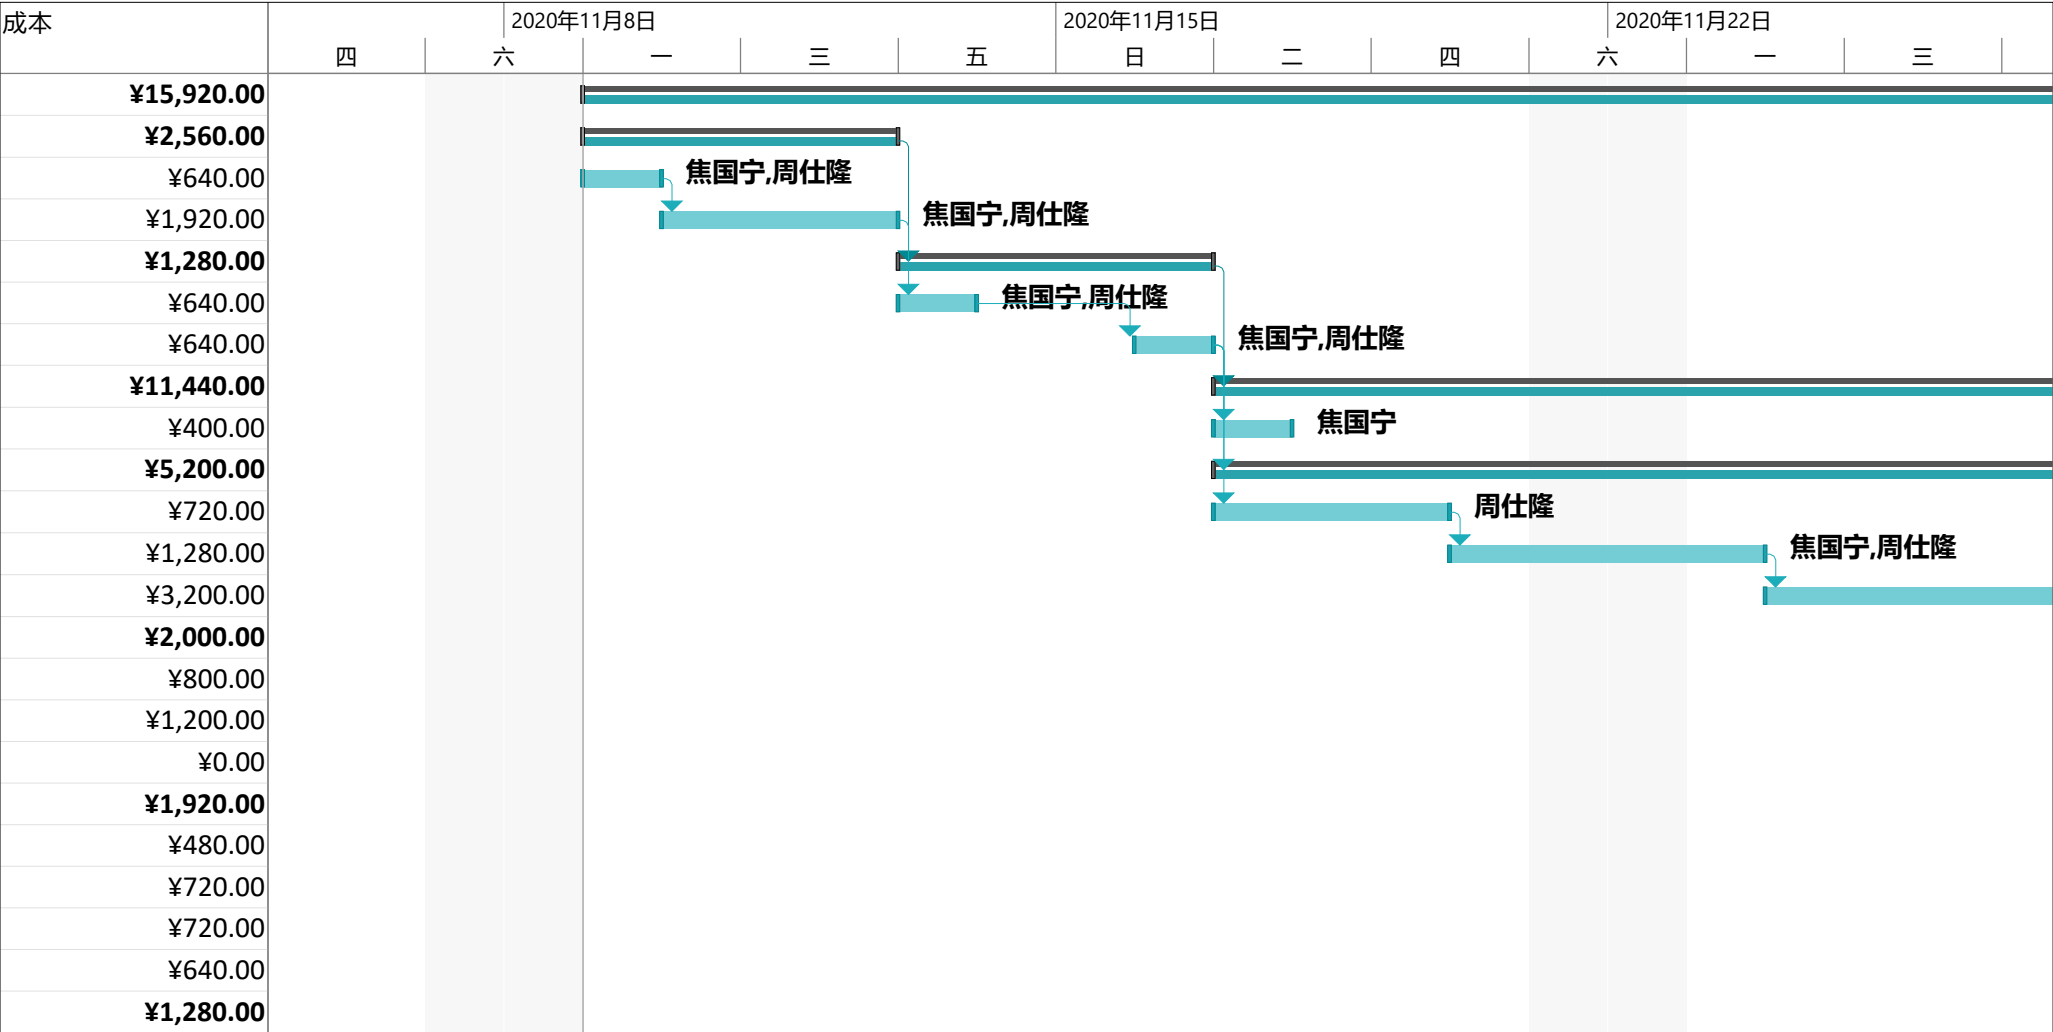 成本 2020年11月8日 2020年11月15日 2020年11月22日
四 六 一 三 五 日 二 四 六 一 三
¥15,920.00
¥2,560.00
¥640.00 焦国宁,周仕隆
¥1,920.00 焦国宁,周仕隆
¥1,280.00
¥640.00 焦国宁,周仕隆
¥640.00 焦国宁,周仕隆
¥11,440.00
¥400.00 焦国宁
¥5,200.00
¥720.00 周仕隆
¥1,280.00 焦国宁,周仕隆
¥3,200.00
¥2,000.00
¥800.00
¥1,200.00
¥0.00
¥1,920.00
¥480.00
¥720.00
¥720.00
¥640.00
¥1,280.00